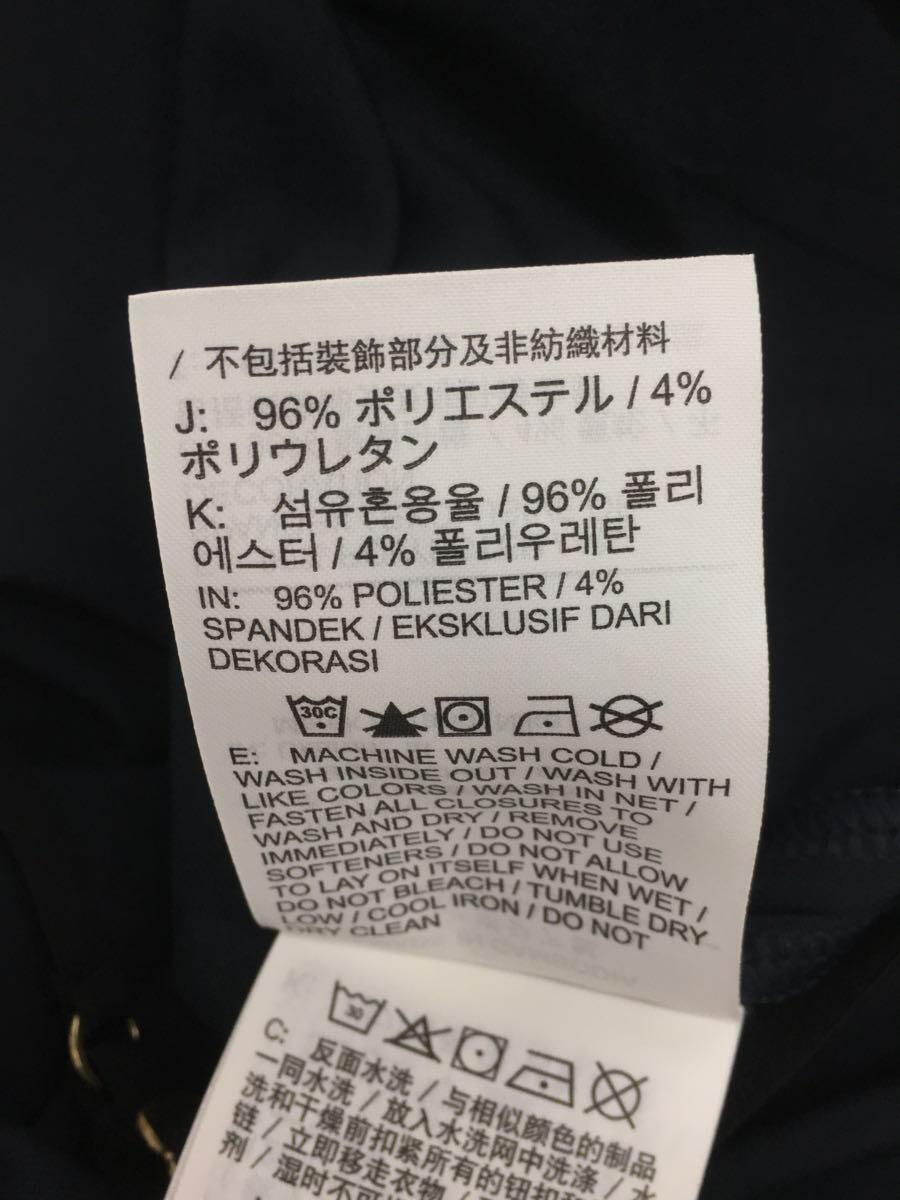 / 不包括裝飾部分及非紡織材料
J: 96% ポリエステル / 4%
ポリウレタン
K: 섬유혼용율 / 96% 폴리
에스터 / 4% 폴리우레탄
IN: 96% POLIESTER / 4%
SPANDEK / EKSKLUSIF DARI
DEKORASI
30C
E: MACHINE WASH COLD /
WASH INSIDE OUT / WASH WITH
LIKE COLORS / WASH IN NET /
FASTEN ALL CLOSURES TO
WASH AND DRY / REMOVE
IMMEDIATELY / DO NOT USE
SOFTENERS / DO NOT ALLOW
TO LAY ON ITSELF WHEN WET /
DO NOT BLEACH / TUMBLE DRY
LOW / COOL IRON / DO NOT
DRY CLEAN
30
C: 反面水洗 / 与相似颜色的制品
一同水洗 / 放入水洗网中洗涤 / 水
洗和干燥前扣紧所有的钮扣和
链 / 立即移走衣物 /
剂 / 湿时不可